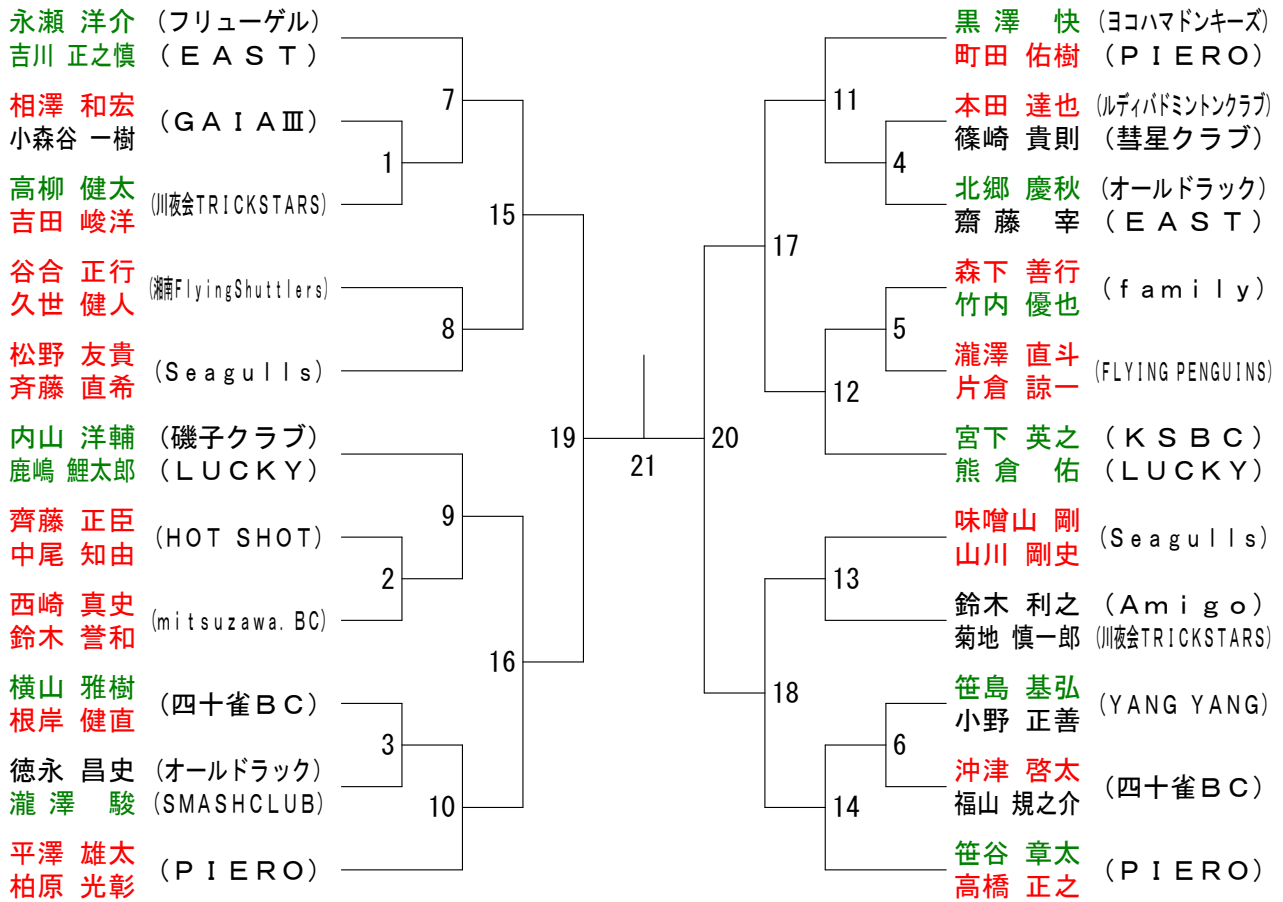 永瀬 洋介 (フリューゲル)
吉川 正之慎 (EAST)
相澤 和宏
小森谷 一樹
(GAIAⅢ)
高柳 健太
吉田 峻洋
(川夜会TRICKSTARS)
谷合 正行
久世 健人
(湘南FlyingShuttlers)
松野 友貴
斉藤 直希
(Seagulls)
内山 洋輔 (磯子クラブ)
鹿嶋 鯉太郎 (LUCKY)
齊藤 正臣
中尾 知由
(HOT SHOT)
西崎 真史
鈴木 誉和
(mitsuzawa.BC)
横山 雅樹
根岸 健直
(四十雀BC)
徳永 昌史 (オールドラック)
瀧澤 駿 (SMASHCLUB)
平澤 雄太
柏原 光彰
(PIERO)
7
1
15
8
19
9
2
16
3
10
21
20
11
4
17
5
12
13
18
6
14
黒澤 快 (ヨコハマドンキーズ)
町田 佑樹 (PIERO)
本田 達也 (ルディバドミントンクラブ)
篠崎 貴則 (彗星クラブ)
北郷 慶秋 (オールドラック)
齋藤 宰 (EAST)
森下 善行
竹内 優也
(family)
瀧澤 直斗
片倉 諒一
(FLYING PENGUINS)
宮下 英之 (KSBC)
熊倉 佑 (LUCKY)
味噌山 剛
山川 剛史
(Seagulls)
鈴木 利之 (Amigo)
菊地 慎一郎 (川夜会TRICKSTARS)
笹島 基弘
小野 正善
(YANG YANG)
沖津 啓太
福山 規之介
(四十雀BC)
笹谷 章太
高橋 正之
(PIERO)